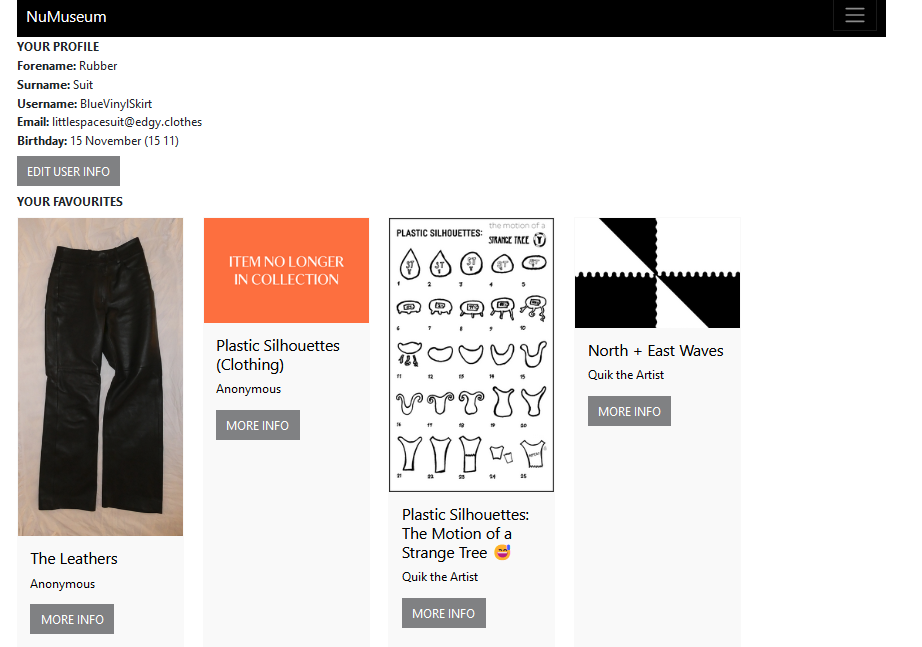 NuMuseum
YOUR PROFILE
Forename: Rubber
Surname: Suit
Username: BlueVinylSkirt
Email: littlespacesuit@edgy.clothes
Birthday: 15 November (15 11)
EDIT USER INFO
YOUR FAVOURITES
The Leathers
Anonymous
MORE INFO
ITEM NO LONGER
IN COLLECTION
Plastic Silhouettes
(Clothing)
Anonymous
MORE INFO
the motion of a
PLASTIC SILHOUETTES:
STRANGE TREE
1 2 3 4 5
6 7 8 9 10
11 12 13 14 15
16 17 18 19 20
21 22 23 24 25
Plastic Silhouettes:
The Motion of a
Strange Tree 😅
Quik the Artist
MORE INFO
North + East Waves
Quik the Artist
MORE INFO